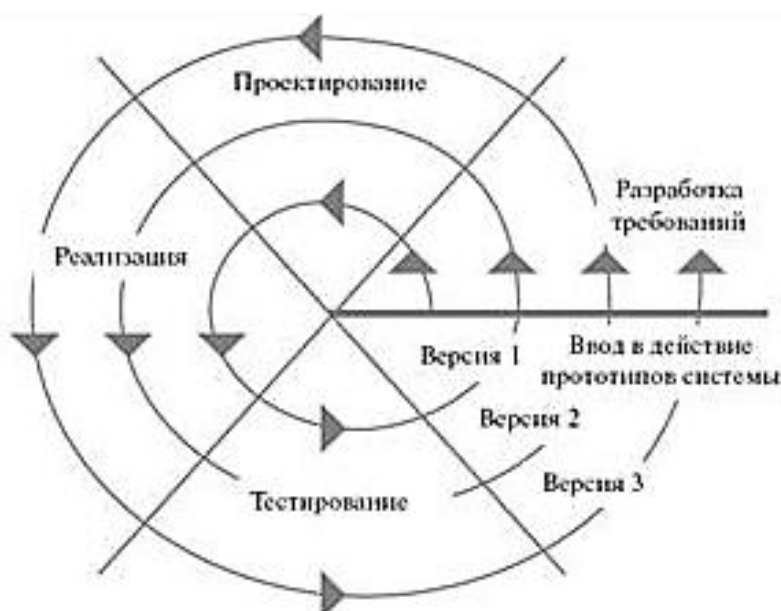 Проектирование
Разработка
требований
Реализация
Версия 1
Ввод в действие
прототипов системы
Версия 2
Версия 3
Тестирование